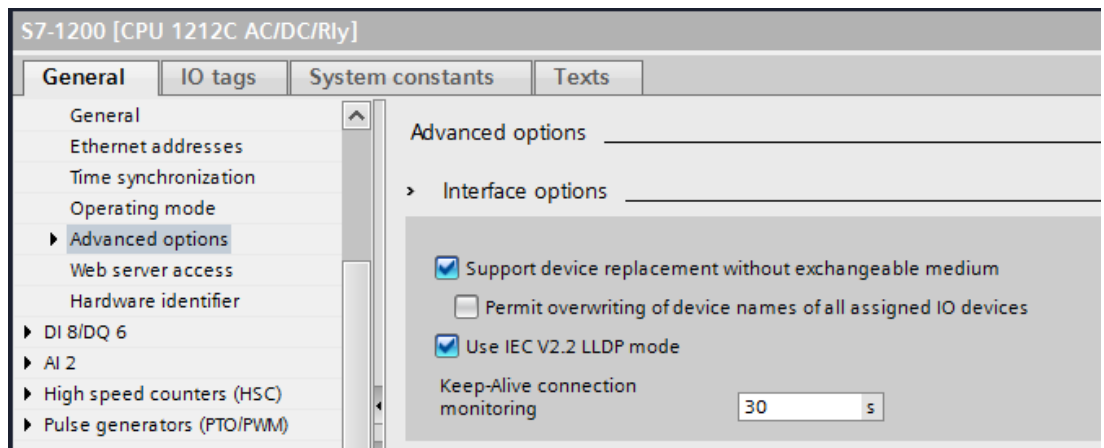 S7-1200 [CPU 1212C AC/DC/Rly]
General IO tags System constants Texts
General
Ethernet addresses
Time synchronization
Operating mode
Advanced options
Web server access
Hardware identifier
DI 8/DQ 6
AI 2
High speed counters (HSC)
Pulse generators (PTO/PWM)
Advanced options
Interface options
Support device replacement without exchangeable medium
Permit overwriting of device names of all assigned IO devices
Use IEC V2.2 LLDP mode
Keep-Alive connection
monitoring 30 s